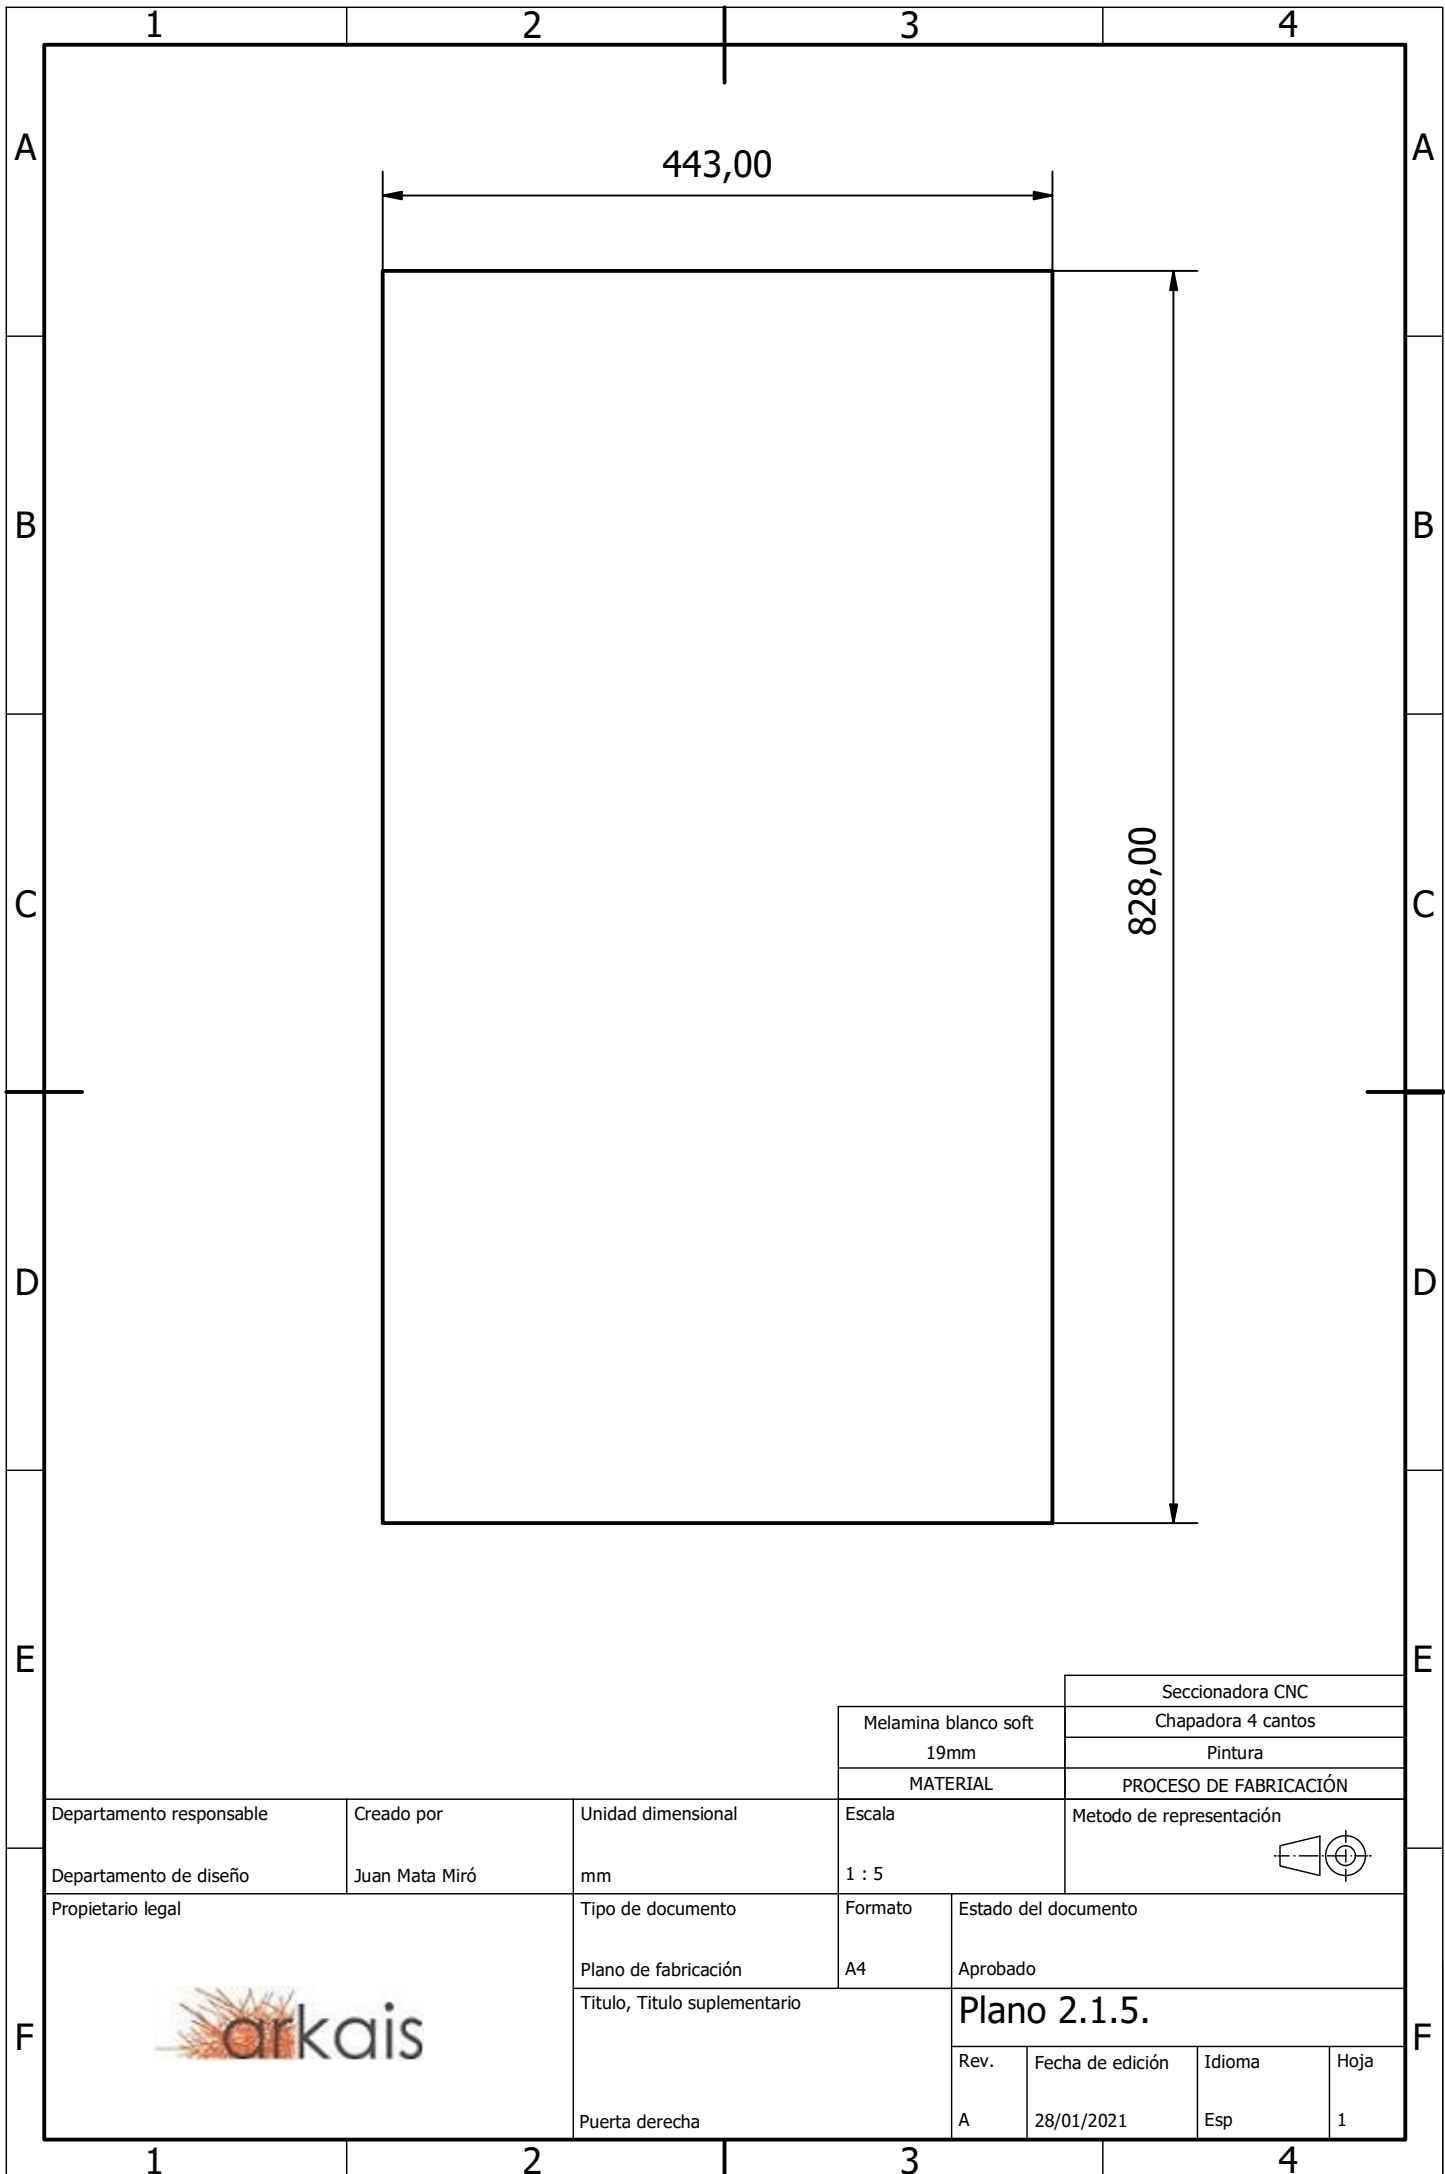 1 2 3 4
A A
443,00
B B
828,00
C C
D D
E E
Seccionadora CNC
Melamina blanco soft
19mm
Chapadora 4 cantos
Pintura
MATERIAL
PROCESO DE FABRICACIÓN
Departamento responsable
Departamento de diseño
Creado por
Juan Mata Miró
Unidad dimensional
mm
Escala
1 : 5
Metodo de representación
Propietario legal
arkais
Tipo de documento
Plano de fabricación
Formato
A4
Estado del documento
Aprobado
Titulo, Titulo suplementario
Puerta derecha
Plano 2.1.5.
Rev.
A
Fecha de edición
28/01/2021
Idioma
Esp
Hoja
1
F F
1 2 3 4